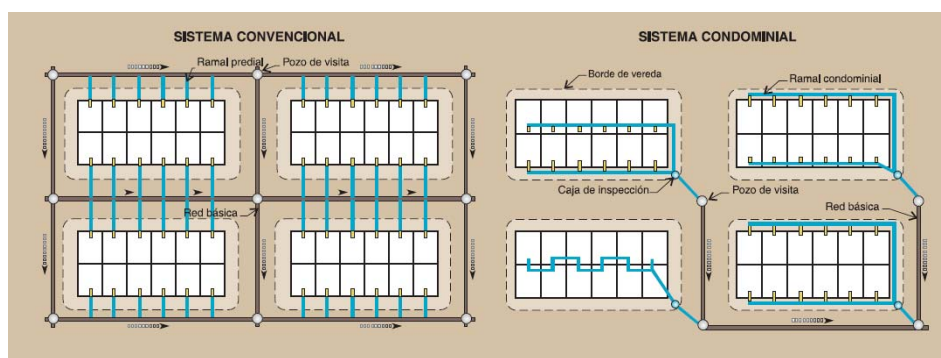 SISTEMA CONVENCIONAL
Ramal predial
Pozo de visita
Red básica
SISTEMA CONDOMINIAL
Borde de vereda
Ramal condominial
Caja de inspección
Pozo de visita
Red básica